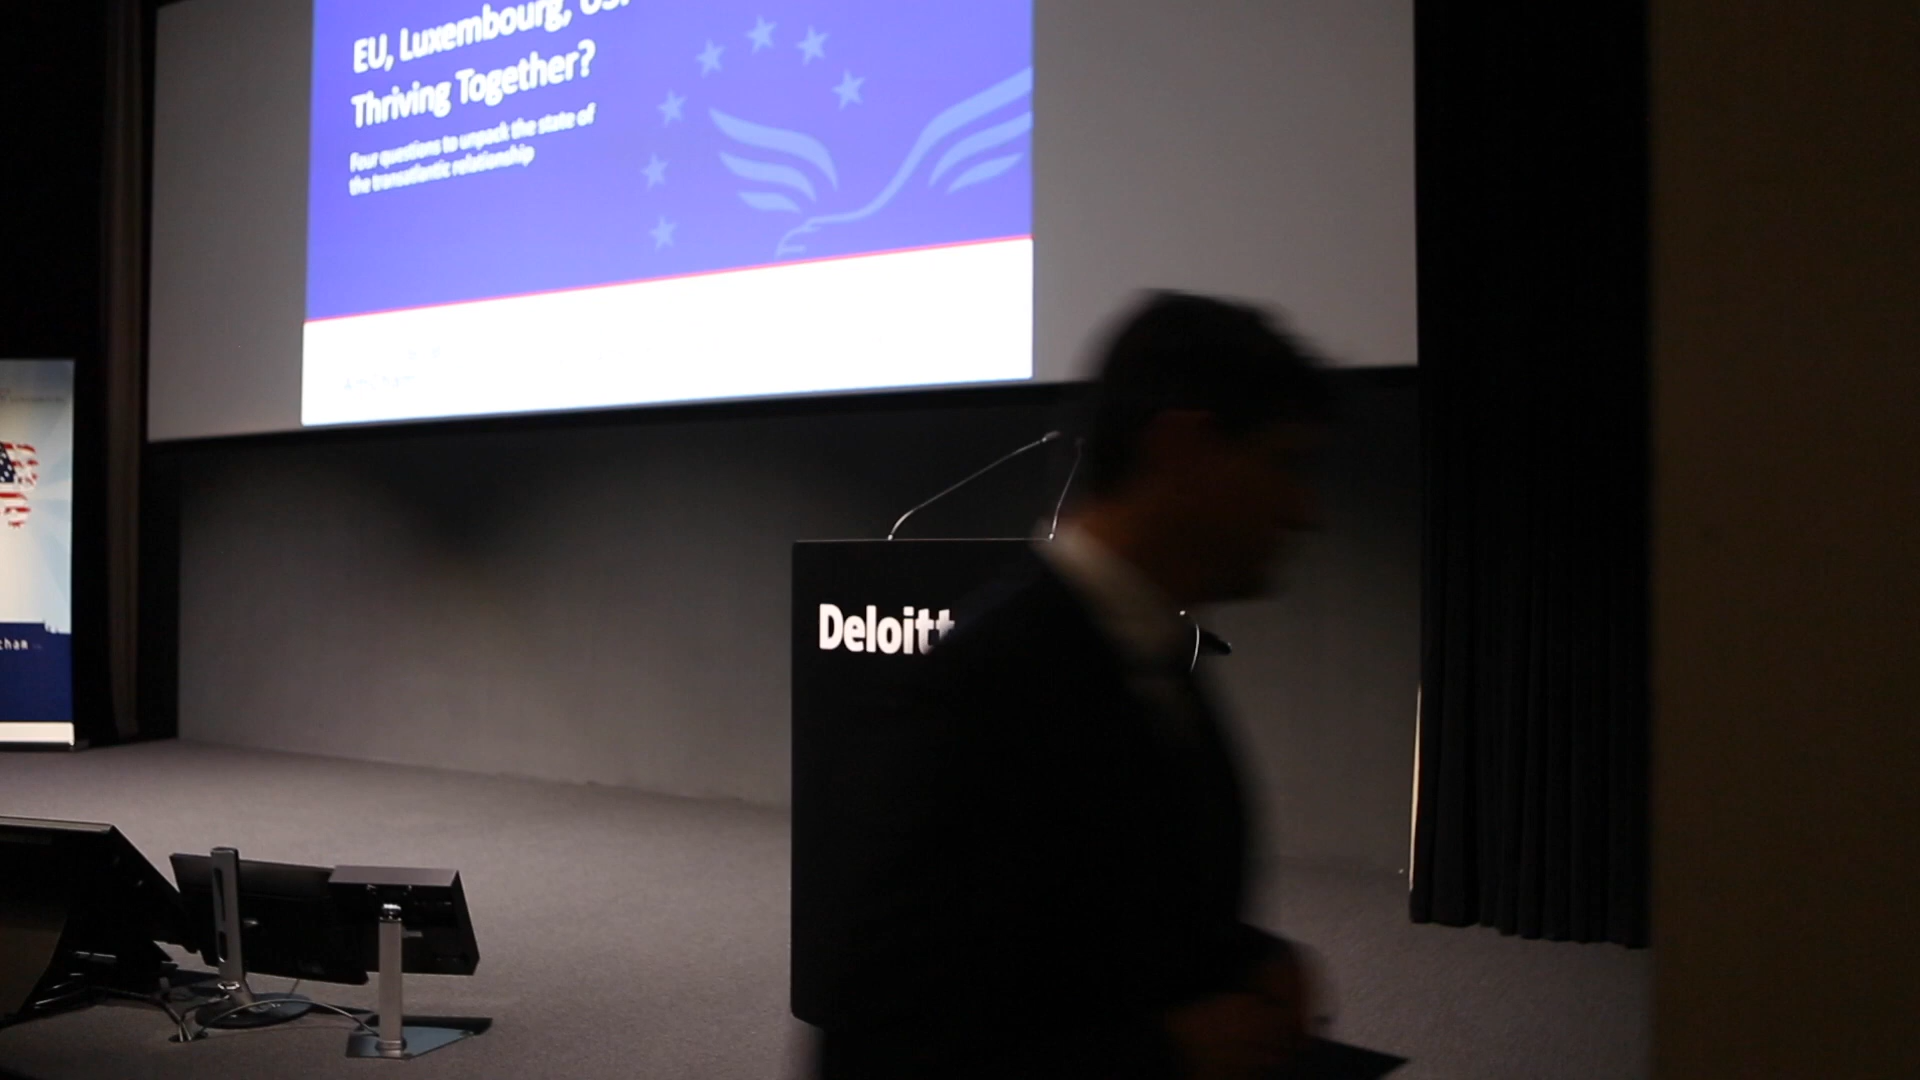 EU, Luxembourg,
Thriving Together?
Four questions to unpack the state of
the transatlantic relationship
Deloitt